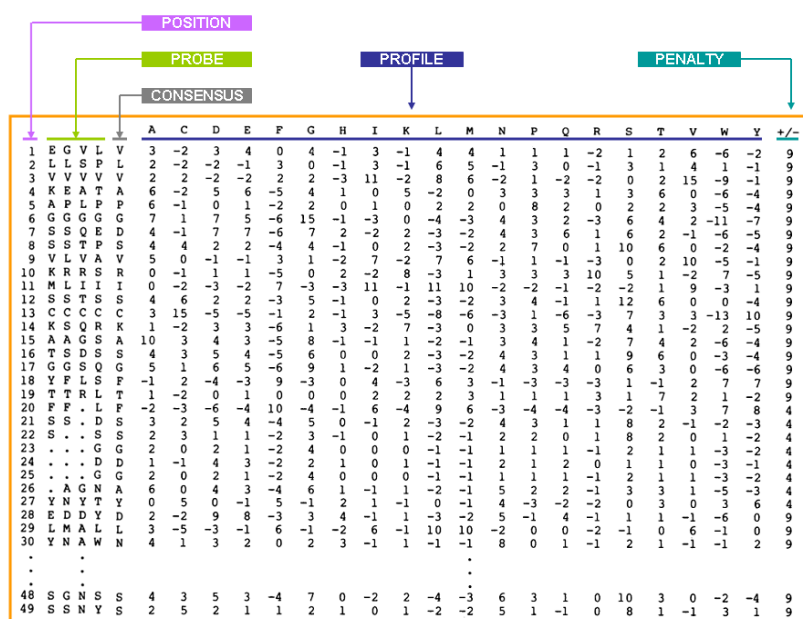 POSITION
PROBE PROFILE PENALTY
CONSENSUS
A C D E F G H I K L M N P Q R S T V W Y +/-
1 E G V L V 3 -2 3 4 0 4 -1 3 -1 4 4 1 1 1 -2 1 2 6 -6 -2 9
2 L L S P L 2 -2 -2 -1 3 0 -1 3 -1 6 5 -1 3 0 -1 3 1 4 1 -1 9
3 V V V V V 2 2 -2 -2 2 2 -3 11 -2 8 6 -2 1 -2 -2 0 2 15 -9 -1 9
4 K E A T A 6 -2 5 6 -5 4 1 0 5 -2 0 3 3 3 1 3 6 0 -6 -4 9
5 A P L P P 6 -1 0 1 -2 2 0 1 0 2 2 0 8 2 0 2 2 3 -5 -4 9
6 G G G G G 7 1 7 5 -6 15 -1 -3 0 -4 -3 4 3 2 -3 6 4 2 -11 -7 9
7 S S Q E D 4 -1 7 7 -6 7 2 -2 2 -3 -2 4 3 6 1 6 2 -1 -6 -5 9
8 S S T P S 4 4 2 2 -4 4 -1 0 2 -3 -2 2 7 0 1 10 6 0 -2 -4 9
9 V L V A V 5 0 -1 -1 3 1 -2 7 -2 7 6 -1 1 -1 -3 0 2 10 -5 -1 9
10 K R R S R 0 -1 1 1 -5 0 2 -2 8 -3 1 3 3 3 10 5 1 -2 7 -5 9
11 M L I I I 0 -2 -3 -2 7 -3 -3 11 -1 11 10 -2 -2 -1 -2 -2 1 9 -3 1 9
12 S S T S S 4 6 2 2 -3 5 -1 0 2 -3 -2 3 4 -1 1 12 6 0 0 -4 9
13 C C C C C 3 15 -5 -5 -1 2 -1 3 -5 -8 -6 -3 1 -6 -3 7 3 3 -13 10 9
14 K S Q R K 1 -2 3 3 -6 1 3 -2 7 -3 0 3 3 5 7 4 1 -2 2 -5 9
15 A A G S A 10 3 4 3 -5 8 -1 -1 1 -2 -1 3 4 1 -2 7 4 2 -6 -4 9
16 T S D S S 4 3 5 4 -5 6 0 0 2 -3 -2 4 3 1 1 9 6 0 -3 -4 9
17 G G S Q G 5 1 6 5 -6 9 1 -2 1 -3 -2 4 3 4 0 6 3 0 -6 -6 9
18 Y F L S F -1 2 -4 -3 9 -3 0 4 -3 6 3 -1 -3 -3 -3 1 -1 2 7 7 9
19 T T R L T 1 -2 0 1 0 0 0 2 2 2 3 1 1 1 3 1 7 2 1 -2 9
20 F F . L F -2 -3 -6 -4 10 -4 -1 6 -4 9 6 -3 -4 -4 -3 -2 -1 3 7 8 4
21 S S . D S 3 2 5 4 -4 5 0 -1 2 -3 -2 4 3 1 1 8 2 -1 -2 -3 4
22 S . . S S 2 3 1 1 -2 3 -1 0 1 -2 -1 2 2 0 1 8 2 0 1 -2 4
23 . . . G G 2 0 2 1 -2 4 0 0 0 -1 -1 1 1 1 -1 2 1 1 -3 -2 4
24 . . . D D 1 -1 4 3 -2 2 1 0 1 -1 -1 2 1 2 0 1 1 0 -3 -1 4
25 . . . G G 2 0 2 1 -2 4 0 0 0 -1 -1 1 1 1 -1 2 1 1 -3 -2 4
26 . A G N A 6 0 4 3 -4 6 1 -1 1 -2 -1 5 2 2 -1 3 3 1 -5 -3 4
27 Y N Y T Y 0 5 0 -1 5 -1 2 1 -1 0 -1 4 -3 -2 -2 0 3 0 3 6 4
28 E D D Y D 2 -2 9 8 -3 3 4 -1 1 -3 -2 5 -1 4 -1 1 1 -1 -6 0 9
29 L M A L L 3 -5 -3 -1 6 -1 -2 6 -1 10 10 -2 0 0 -2 -1 0 6 -1 0 9
30 Y N A W N 4 1 3 2 0 2 3 -1 1 -1 -1 8 0 1 -1 2 1 -1 -1 2 9
48 S G N S S 4 3 5 3 -4 7 0 -2 2 -4 -3 6 3 1 0 10 3 0 -2 -4 9
49 S S N Y S 2 5 2 1 1 2 1 0 1 -2 -2 5 1 -1 0 8 1 -1 3 1 9